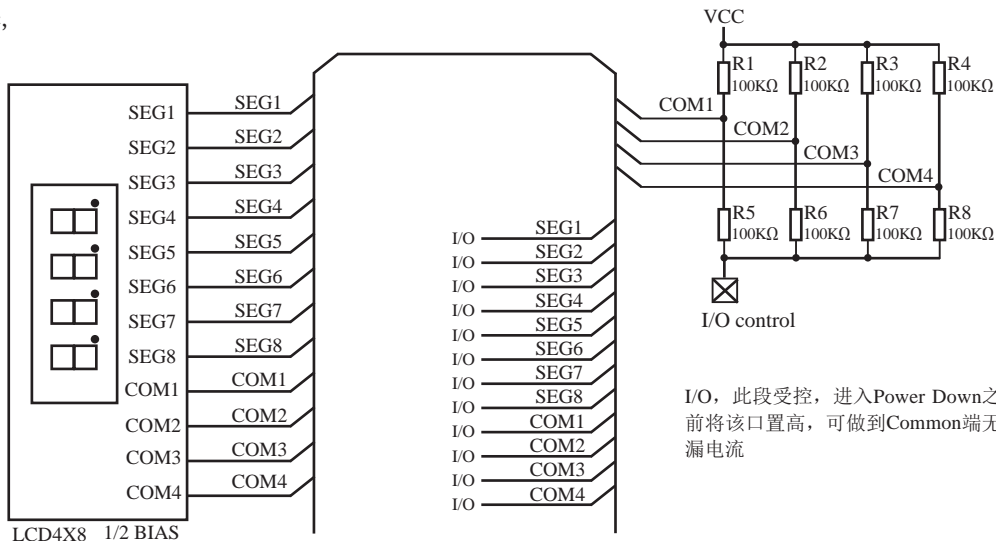 ，
VCC
R1
100KΩ
R2
100KΩ
R3
100KΩ
R4
100KΩ
COM1
COM2
COM3
COM4
R5
100KΩ
R6
100KΩ
R7
100KΩ
R8
100KΩ
I/O control
I/O，此段受控，进入Power Down之
前将该口置高，可做到Common端无
漏电流
SEG1 SEG1
SEG2 SEG2
SEG3 SEG3
SEG4 SEG4
SEG5 SEG5
SEG6 SEG6
SEG7 SEG7
SEG8 SEG8
COM1 COM1
COM2 COM2
COM3 COM3
COM4 COM4
LCD4X8 1/2 BIAS
I/O SEG1
I/O SEG2
I/O SEG3
I/O SEG4
I/O SEG5
I/O SEG6
I/O SEG7
I/O SEG8
I/O COM1
I/O COM2
I/O COM3
I/O COM4